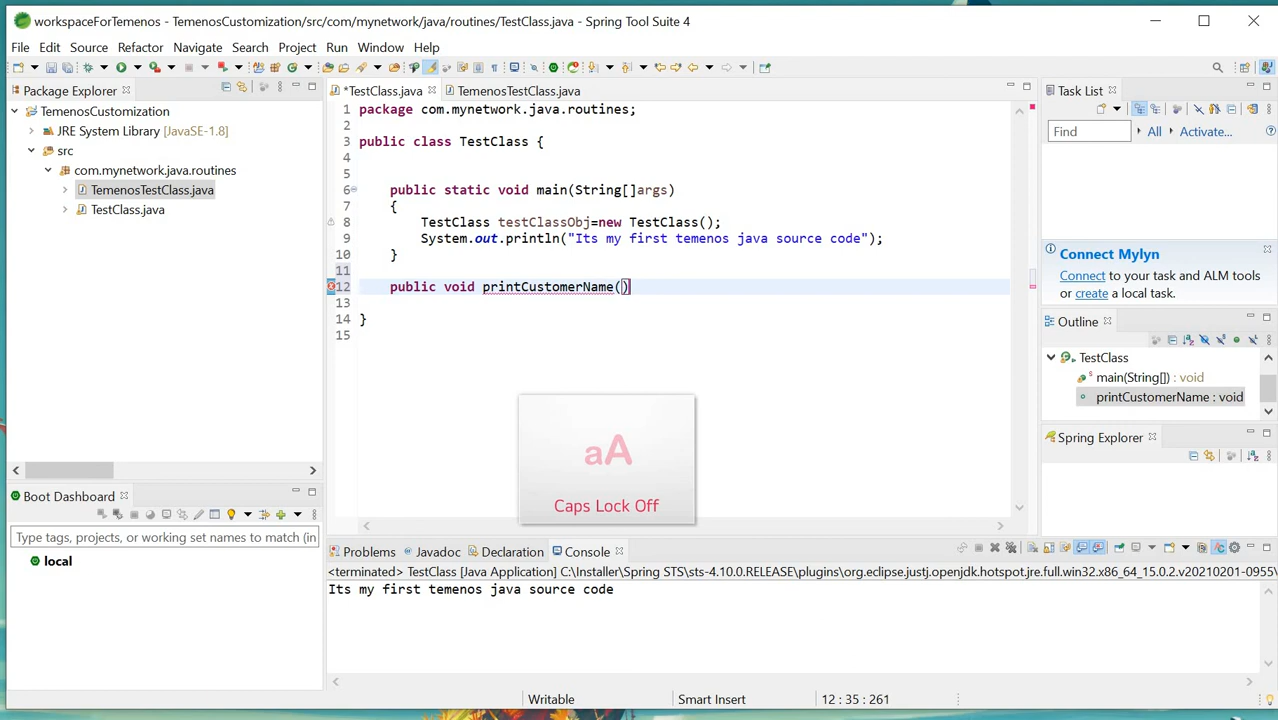 workspaceForTemenos - TemenosCustomization/src/com/mynetwork/java/routines/TestClass.java - Spring Tool Suite 4
File Edit Source Refactor Navigate Search Project Run Window Help
Package Explorer
*TestClass.java
TemenosTestClass.java
Task List
TemenosCustomization
JRE System Library [JavaSE-1.8]
src
com.mynetwork.java.routines
TemenosTestClass.java
TestClass.java
1 package com.mynetwork.java.routines;
2
3 public class TestClass {
4
5
6 public static void main(String[]args)
7 {
8 TestClass testClassObj=new TestClass();
9 System.out.println("Its my first temenos java source code");
10 }
11
12 public void printCustomerName()
13
14 }
15
Find
All
Activate...
Connect Mylyn
Connect to your task and ALM tools
or create a local task.
Outline
TestClass
main(String[]) : void
printCustomerName : void
Spring Explorer
aA
Caps Lock Off
Boot Dashboard
Type tags, projects, or working set names to match (in
local
Problems Javadoc Declaration Console
<terminated> TestClass [Java Application] C:\Installer\Spring STS\sts-4.10.0.RELEASE\plugins\org.eclipse.justj.openjdk.hotspot.jre.full.win32.x86_64_15.0.2.v20210201-0955\
Its my first temenos java source code
Writable
Smart Insert
12 : 35 : 261